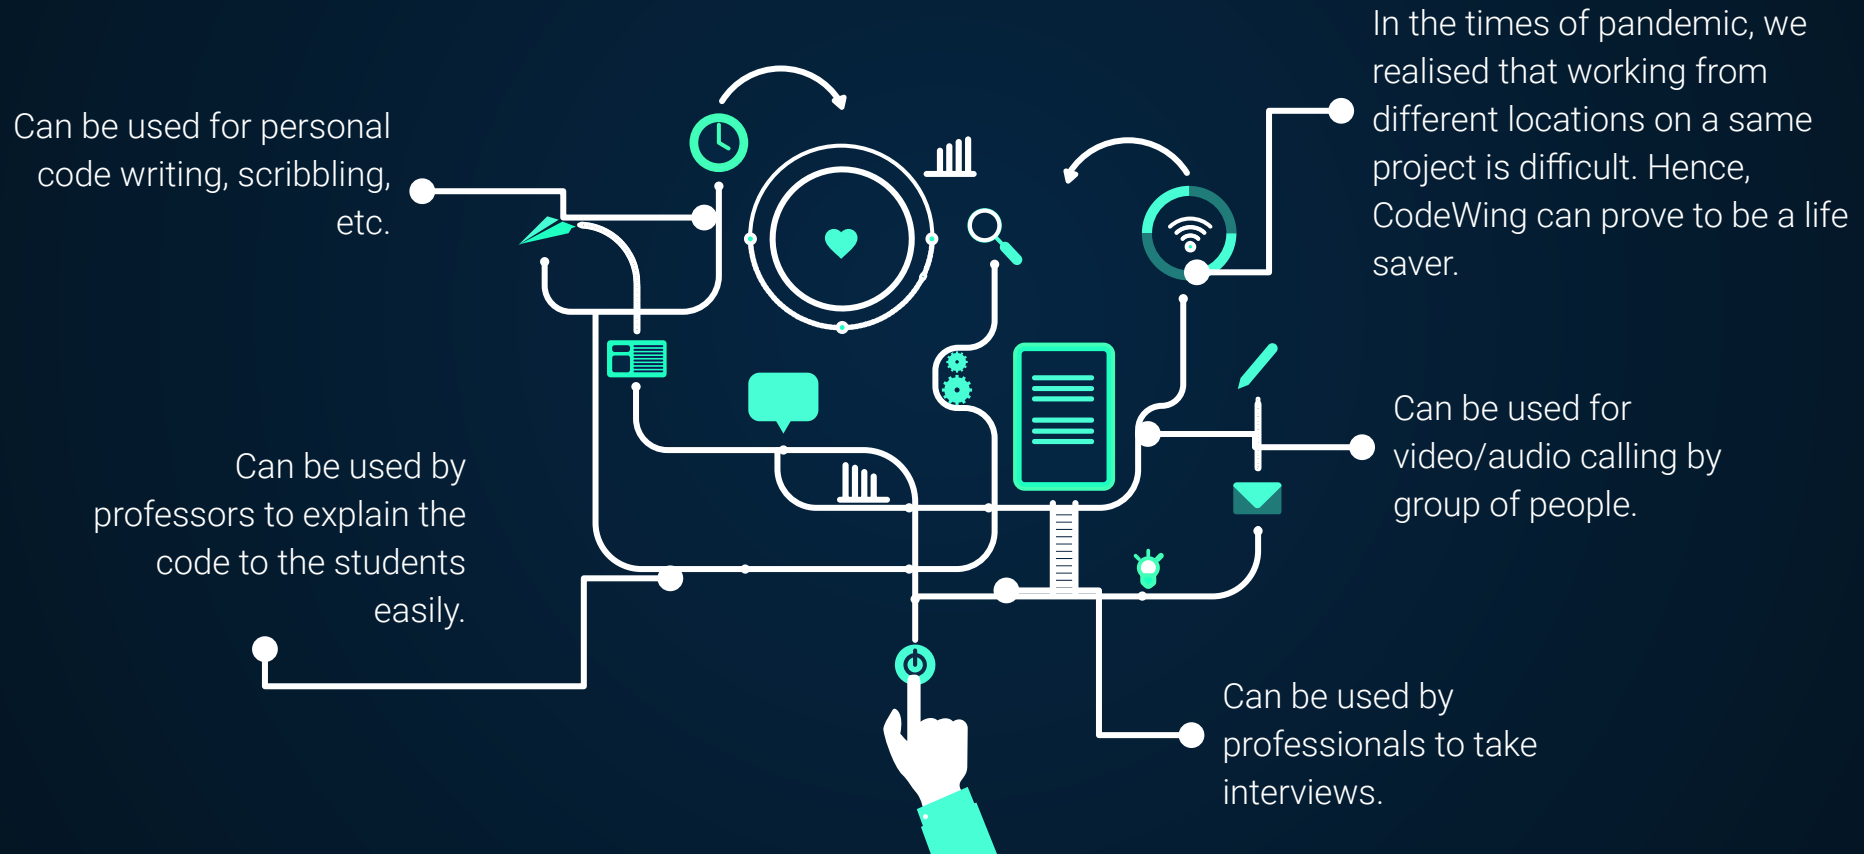 Can be used for personal
code writing, scribbling,
etc.
Can be used by
professors to explain the
code to the students
easily.
In the times of pandemic, we
realised that working from
different locations on a same
project is difficult. Hence,
CodeWing can prove to be a life
saver.
Can be used for
video/audio calling by
group of people.
Can be used by
professionals to take
interviews.